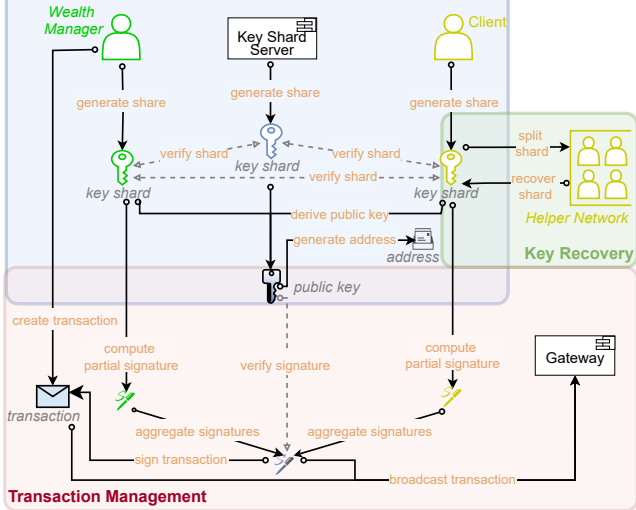 Wealth
Manager
Key Shard
Server
Client
generate share
generate share
generate share
verify shard
verify shard
verify shard
split
shard
recover
shard
key shard
key shard
key shard
Helper Network
derive public key
generate address
address
Key Recovery
public key
create transaction
compute
partial signature
verify signature
compute
partial signature
Gateway
transaction
aggregate signatures
aggregate signatures
sign transaction
broadcast transaction
Transaction Management